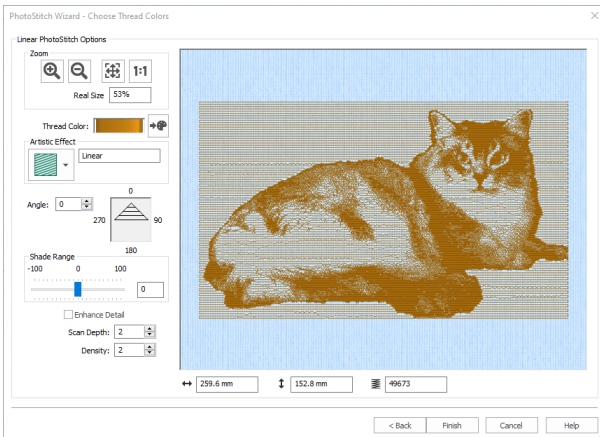 PhotoStitch Wizard - Choose Thread Colors
Linear PhotoStitch Options
Zoom
1:1
Real Size 53%
Thread Color:
Artistic Effect
Linear
Angle: 0
0
270 90
180
Shade Range
-100 0 100
0
Enhance Detail
Scan Depth: 2
Density: 2
259.6 mm 152.8 mm 49673
< Back Finish Cancel Help